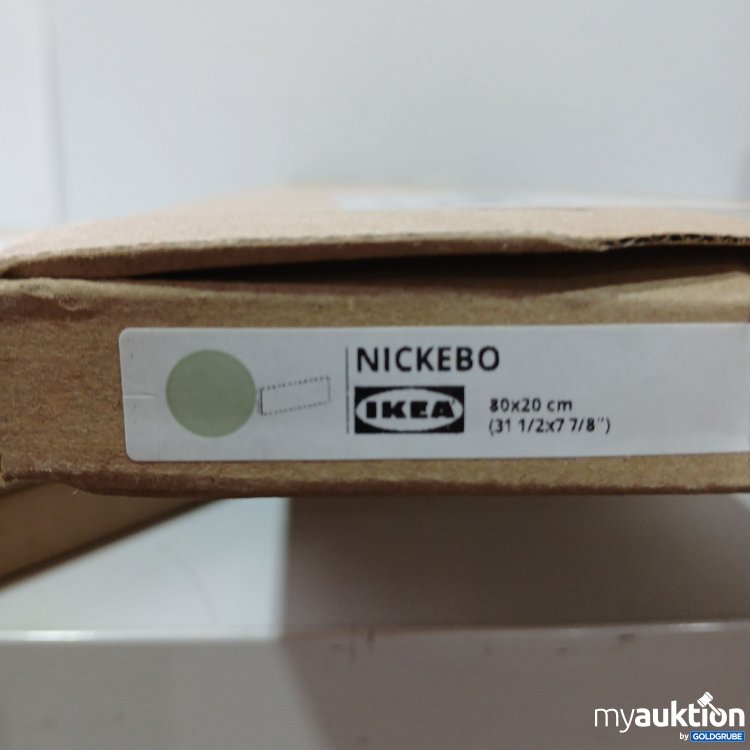 NICKEBO
IKEA
80x20 cm
(31 1/2x7 7/8")
myauktion
by GOLDGRUBE